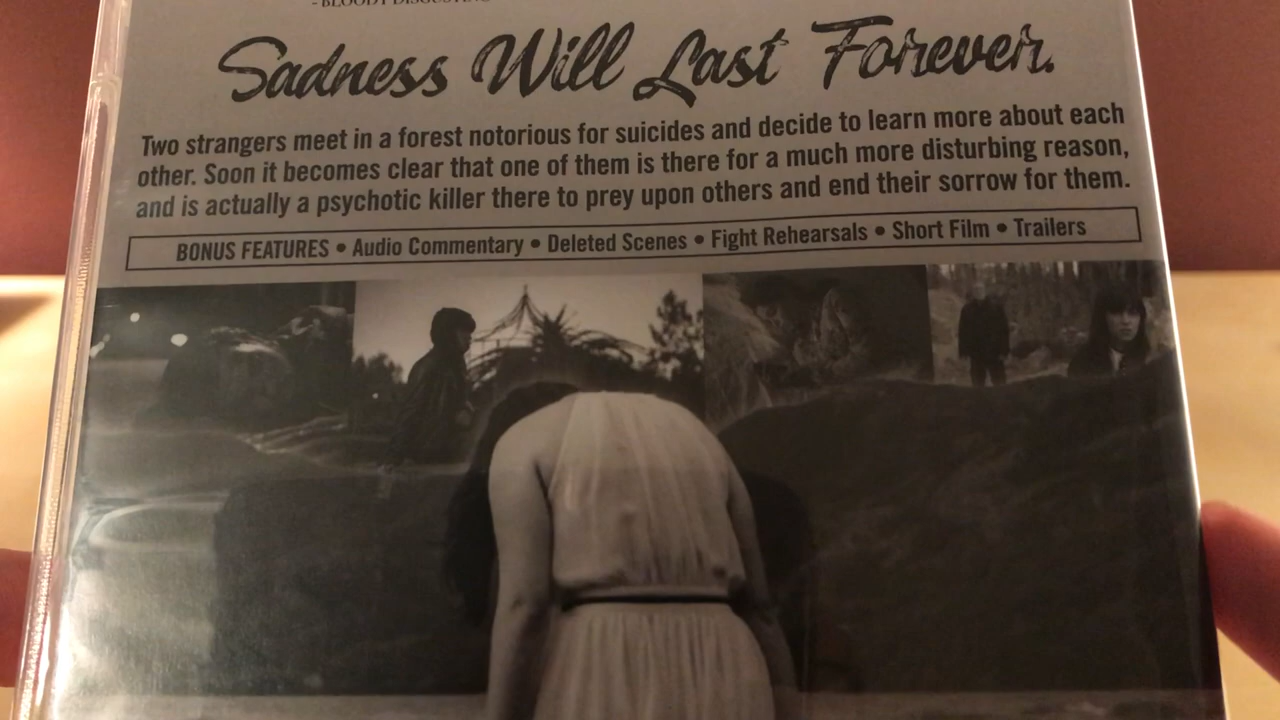 - BLOODY DISGUSTING
Sadness Will Last Forever.
Two strangers meet in a forest notorious for suicides and decide to learn more about each
other. Soon it becomes clear that one of them is there for a much more disturbing reason,
and is actually a psychotic killer there to prey upon others and end their sorrow for them.
BONUS FEATURES • Audio Commentary • Deleted Scenes • Fight Rehearsals • Short Film • Trailers